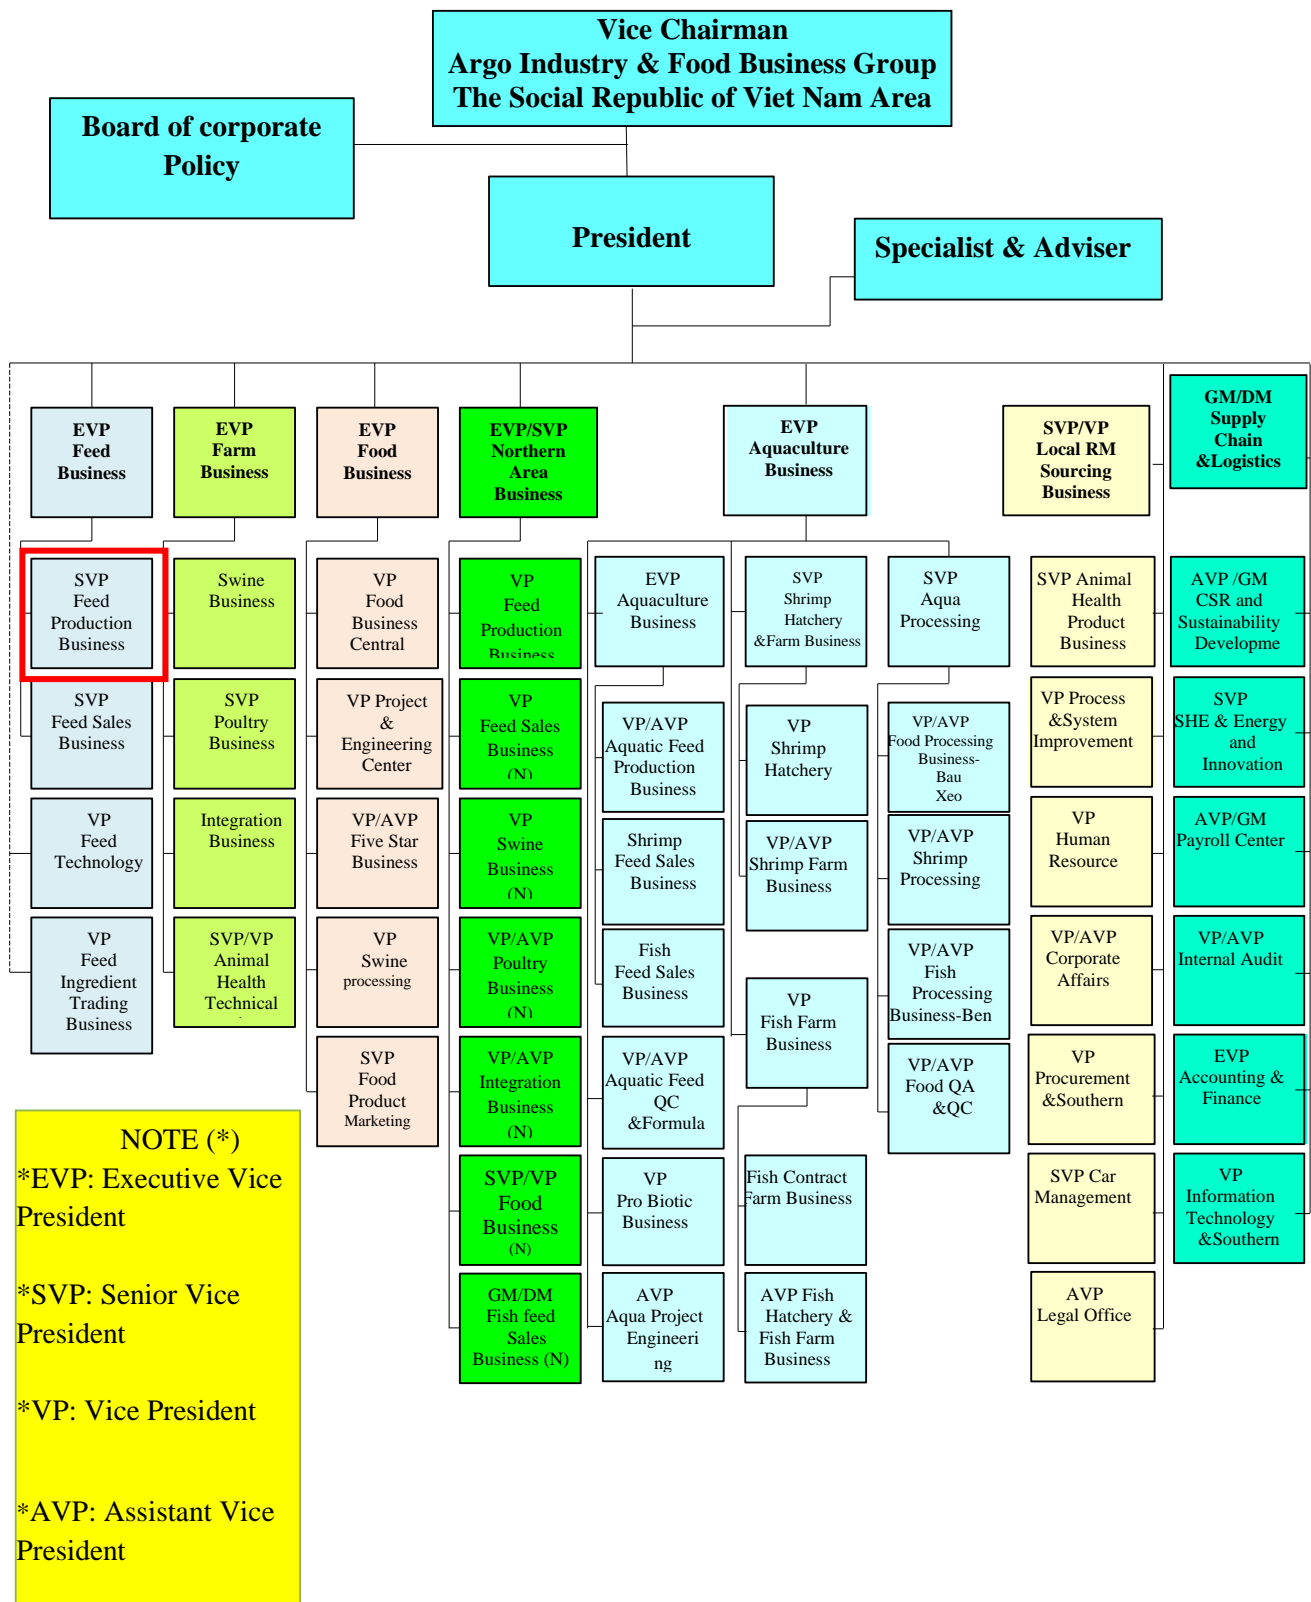 Vice Chairman
Argo Industry & Food Business Group
The Social Republic of Viet Nam Area
Board of corporate
Policy
President
Specialist & Adviser
EVP
Feed
Business
EVP
Farm
Business
EVP
Food
Business
EVP/SVP
Northern
Area
Business
EVP
Aquaculture
Business
SVP/VP
Local RM
Sourcing
Business
GM/DM
Supply
Chain
&Logistics
SVP
Feed
Production
Business
SVP
Feed Sales
Business
VP
Feed
Technology
VP
Feed
Ingredient
Trading
Business
Swine
Business
SVP
Poultry
Business
Integration
Business
SVP/VP
Animal
Health
Technical
VP
Food
Business
Central
VP Project
&
Engineering
Center
VP/AVP
Five Star
Business
VP
Swine
processing
SVP
Food
Product
Marketing
VP
Feed
Production
Business
VP
Feed Sales
Business (N)
VP
Swine
Business
(N)
VP/AVP
Poultry
Business (N)
VP/AVP
Integration
Business (N)
SVP/VP
Food
Business
(N)
GM/DM
Fish feed
Sales
Business (N)
EVP
Aquaculture
Business
VP/AVP
Aquatic Feed
Production
Business
Shrimp
Feed Sales
Business
Fish
Feed Sales
Business
VP/AVP
Aquatic Feed
QC
&Formula
VP
Pro Biotic
Business
AVP
Aqua Project
Engineeri
ng
SVP
Shrimp
Hatchery
&Farm Business
VP
Shrimp
Hatchery
VP/AVP
Shrimp Farm
Business
VP
Fish Farm
Business
Fish Contract
Farm Business
AVP Fish
Hatchery &
Fish Farm
Business
SVP
Aqua
Processing
VP/AVP
Food Processing
Business-
Bau
Xeo
VP/AVP
Shrimp
Processing
VP/AVP
Fish
Processing
Business-Ben
VP/AVP
Food QA
&QC
SVP Animal
Health
Product
Business
VP Process
&System
Improvement
VP
Human
Resource
VP/AVP
Corporate
Affairs
VP
Procurement
&Southern
SVP Car
Management
AVP
Legal Office
AVP /GM
CSR and
Sustainability
Developme
SVP
SHE & Energy
and
Innovation
AVP/GM
Payroll Center
VP/AVP
Internal Audit
EVP
Accounting &
Finance
VP
Information
Technology
&Southern
NOTE (*)
*EVP: Executive Vice
President
*SVP: Senior Vice
President
*VP: Vice President
*AVP: Assistant Vice
President